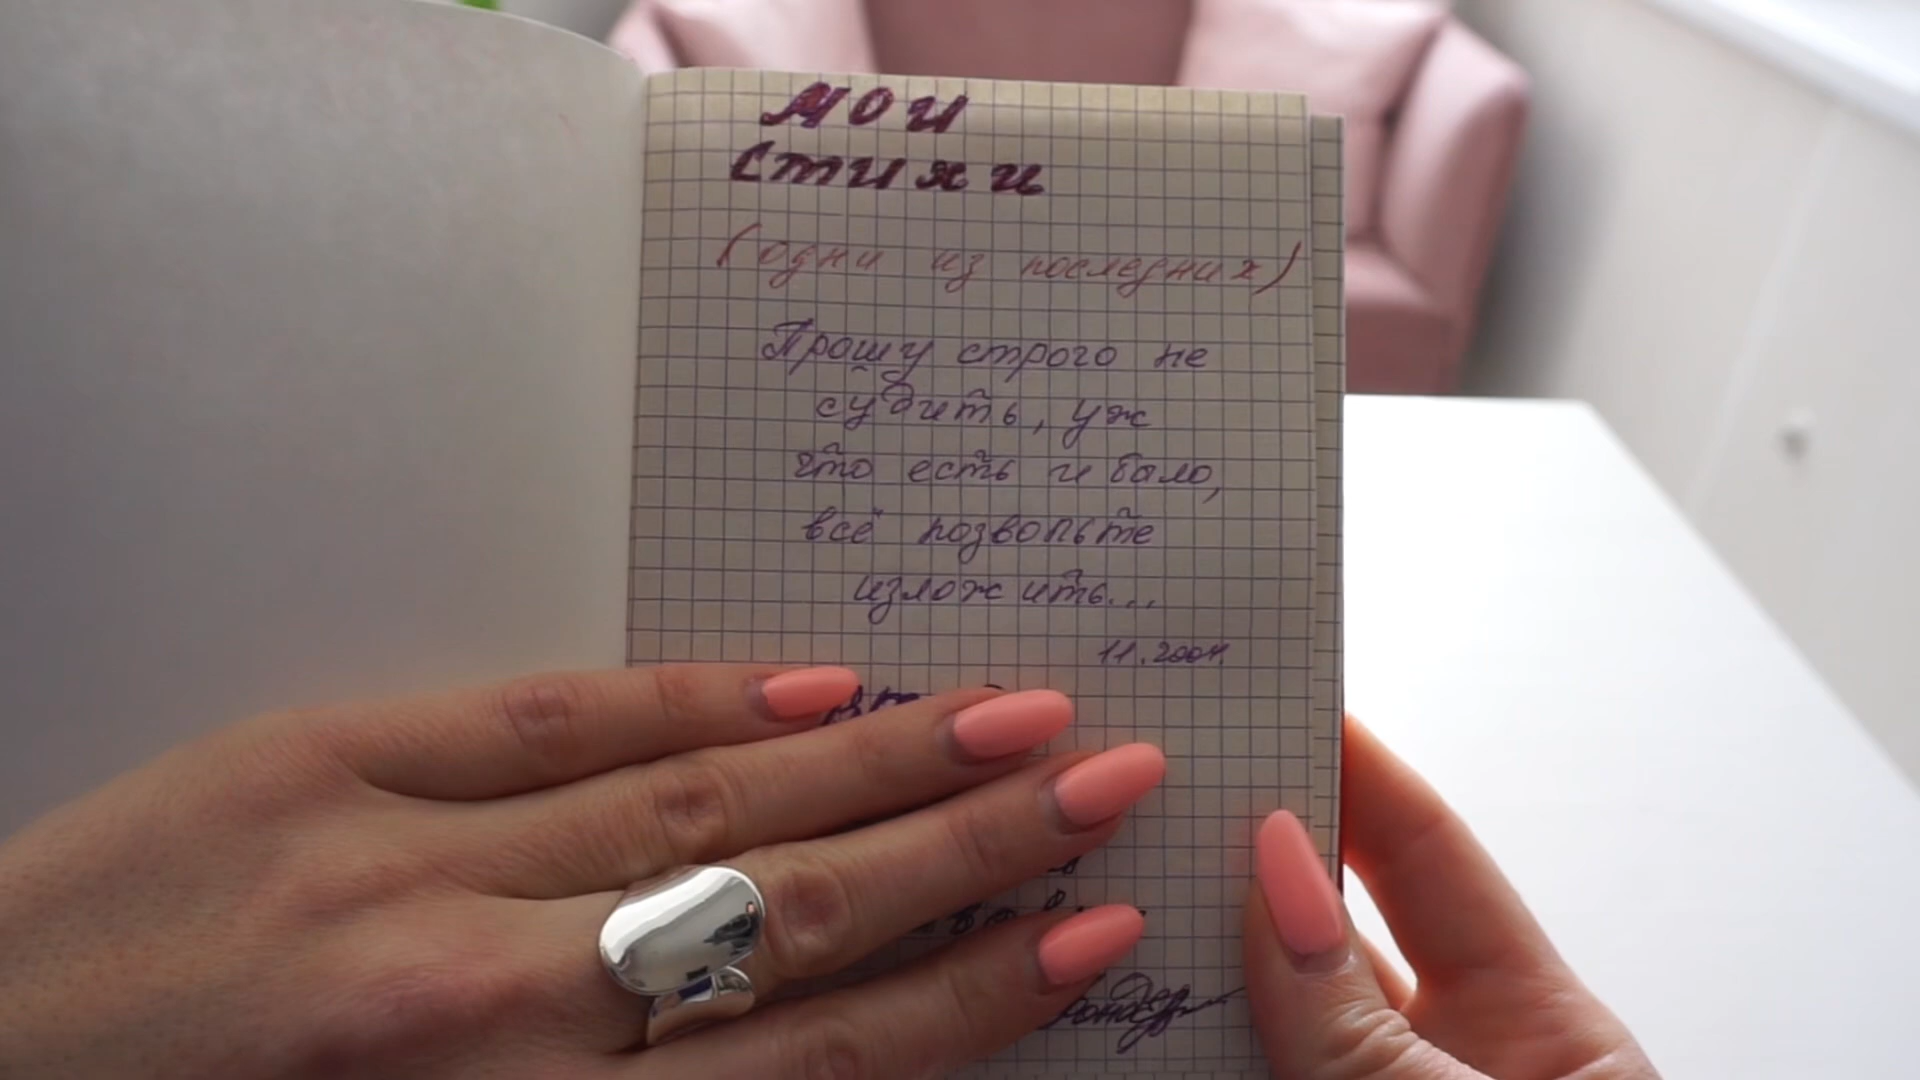 мои
стихи
(одни из последних)
Прошу строго не
судить, уж
что есть и было,
всё позвольте
изложить...
11.2004.